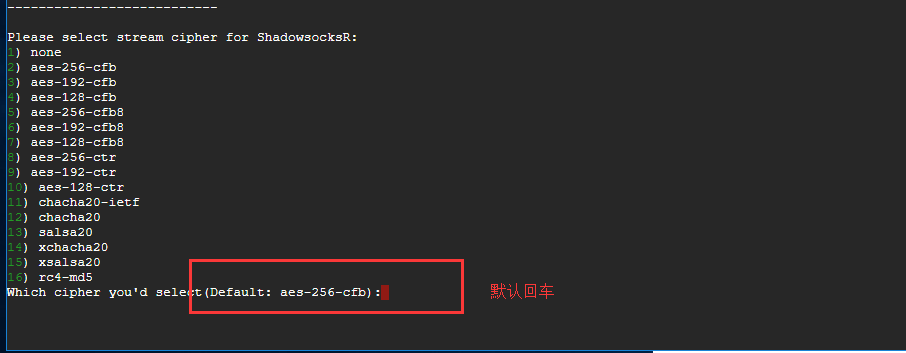 ----------------------------
Please select stream cipher for ShadowsocksR:
1) none
2) aes-256-cfb
3) aes-192-cfb
4) aes-128-cfb
5) aes-256-cfb8
6) aes-192-cfb8
7) aes-128-cfb8
8) aes-256-ctr
9) aes-192-ctr
10) aes-128-ctr
11) chacha20-ietf
12) chacha20
13) salsa20
14) xchacha20
15) xsalsa20
16) rc4-md5
Which cipher you'd select(Default: aes-256-cfb):
默认回车